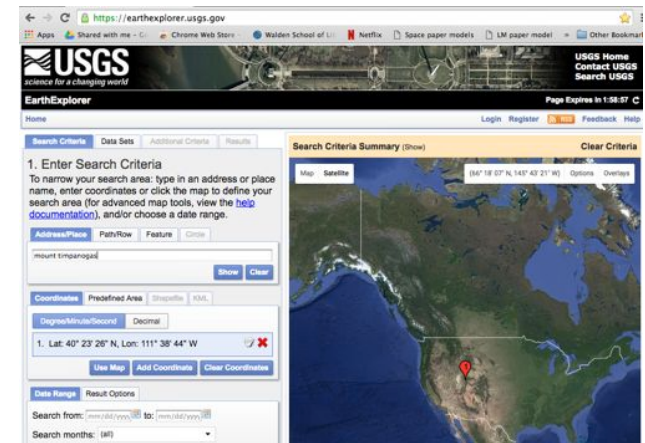 https://earthexplorer.usgs.gov
Apps Shared with me - Chrome Web Store Walden School of Li Netflix Space paper models LM paper model » Other Bookmar
USGS
science for a changing world
USGS Home
Contact USGS
Search USGS
EarthExplorer
Page Expires In 1:58:57
Home
Login Register RSS Feedback Help
Search Criteria Data Sets Additional Criteria Results
Search Criteria Summary (Show) Clear Criteria
1. Enter Search Criteria
To narrow your search area: type in an address or place
name, enter coordinates or click the map to define your
search area (for advanced map tools, view the help
documentation), and/or choose a date range.
Map Satellite
(66° 18' 07" N, 145° 43' 21" W) Options Overlays
Address/Place Path/Row Feature Circle
mount timpanogas
Show Clear
Coordinates Predefined Area Shapefile KML
Degree/Minute/Second Decimal
1. Lat: 40° 23' 26" N, Lon: 111° 38' 44" W
Use Map Add Coordinate Clear Coordinates
Date Range Result Options
Search from: mm/dd/yyyy to: mm/dd/yyyy
Search months: (all)
1